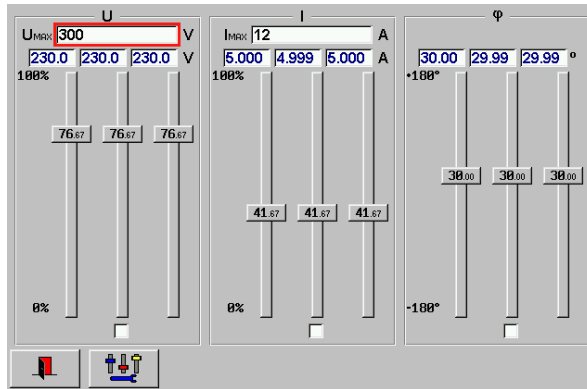 U I φ
UMAX 300 V IMAX 12 A
230.0 230.0 230.0 V 5.000 4.999 5.000 A 30.00 29.99 29.99 °
100% 100% +180°
76.67 76.67 76.67
30.00 30.00 30.00
41.67 41.67 41.67
0% 0% -180°